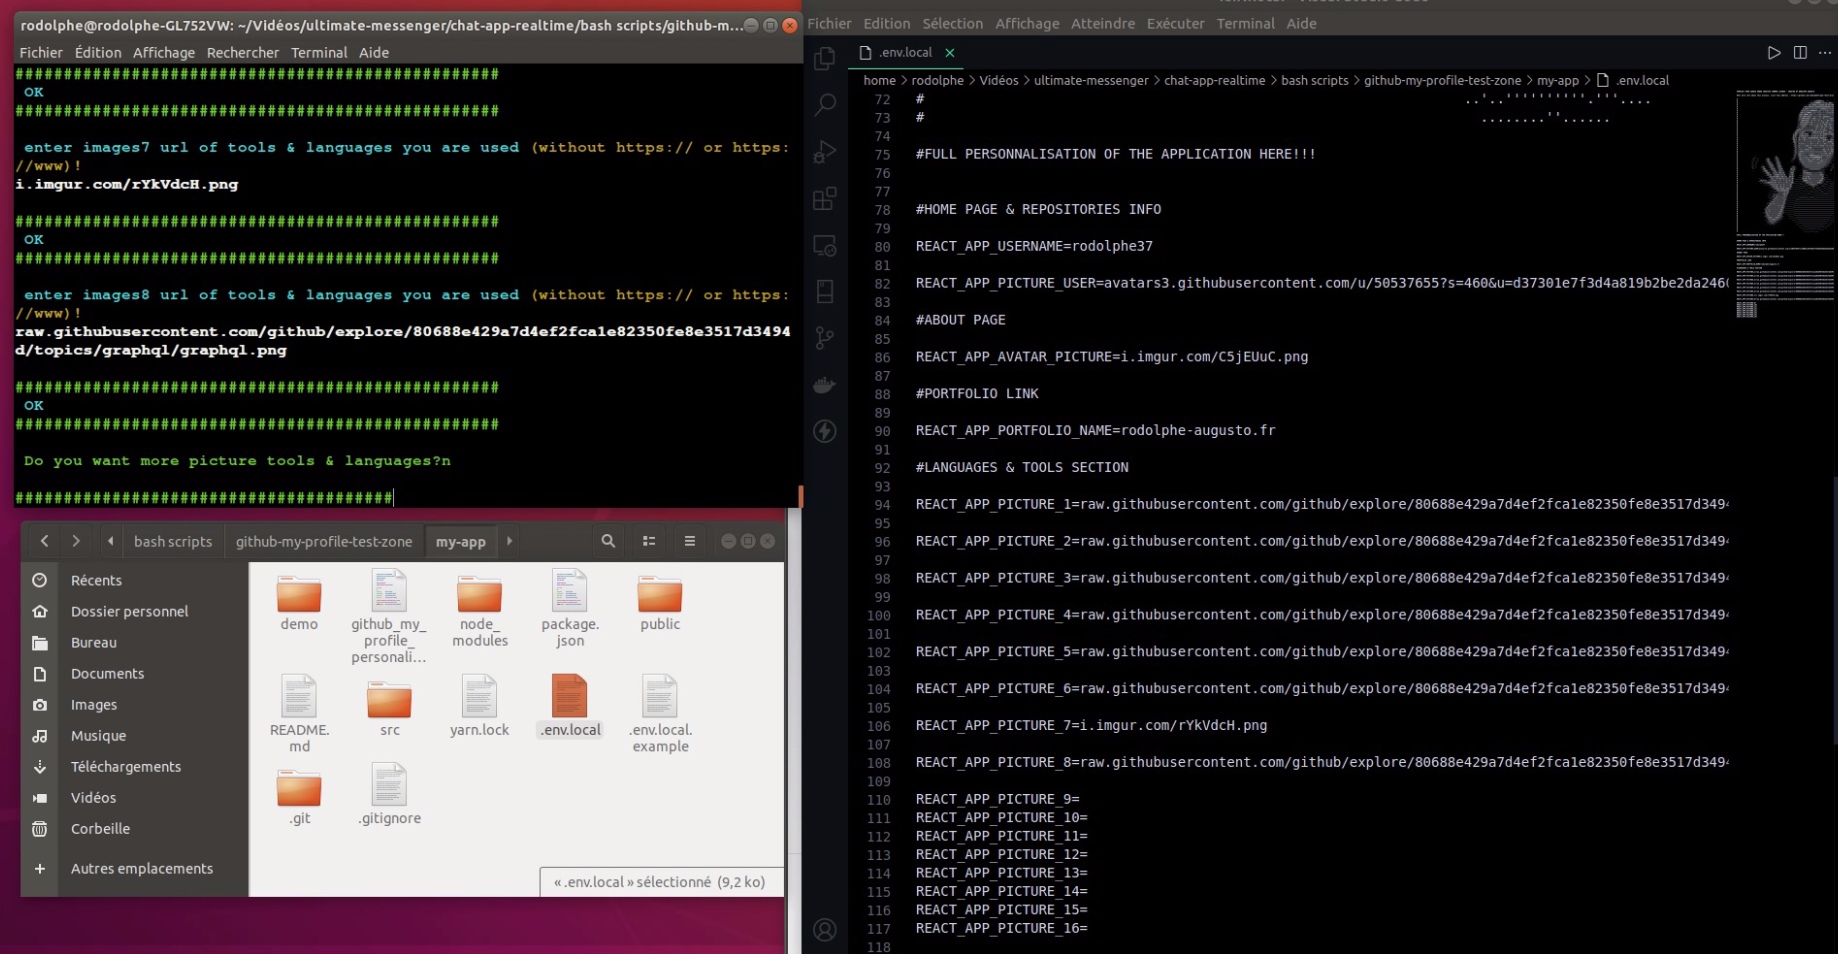 rodolphe@rodolphe-GL752VW: ~/Vidéos/ultimate-messenger/chat-app-realtime/bash scripts/github-m...
Fichier Édition Affichage Rechercher Terminal Aide
OK
enter images7 url of tools & languages you are used (without https:// or https:
//www)!
i.imgur.com/rYkVdcH.png
OK
enter images8 url of tools & languages you are used (without https:// or https:
//www)!
raw.githubusercontent.com/github/explore/80688e429a7d4ef2fca1e82350fe8e3517d3494
d/topics/graphql/graphql.png
OK
Do you want more picture tools & languages?n
bash scripts github-my-profile-test-zone my-app
Récents
Dossier personnel
Bureau
Documents
Images
Musique
Téléchargements
Vidéos
Corbeille
Autres emplacements
demo
github_my_
profile_
personali...
node_
modules
package.
json
public
README.
md
src
yarn.lock
.env.local
.env.local.
example
.git
.gitignore
« .env.local » sélectionné (9,2 ko)
Fichier Edition Sélection Affichage Atteindre Exécuter Terminal Aide
.env.local
home > rodolphe > Vidéos > ultimate-messenger > chat-app-realtime > bash scripts > github-my-profile-test-zone > my-app > .env.local
72 #
73 #
74
75 #FULL PERSONNALISATION OF THE APPLICATION HERE!!!
76
77
78 #HOME PAGE & REPOSITORIES INFO
79
80 REACT_APP_USERNAME=rodolphe37
81
82 REACT_APP_PICTURE_USER=avatars3.githubusercontent.com/u/50537655?s=460&u=d37301e7f3d4a819b2be2da2460
83
84 #ABOUT PAGE
85
86 REACT_APP_AVATAR_PICTURE=i.imgur.com/C5jEUuC.png
87
88 #PORTFOLIO LINK
89
90 REACT_APP_PORTFOLIO_NAME=rodolphe-augusto.fr
91
92 #LANGUAGES & TOOLS SECTION
93
94 REACT_APP_PICTURE_1=raw.githubusercontent.com/github/explore/80688e429a7d4ef2fca1e82350fe8e3517d3494
95
96 REACT_APP_PICTURE_2=raw.githubusercontent.com/github/explore/80688e429a7d4ef2fca1e82350fe8e3517d3494
97
98 REACT_APP_PICTURE_3=raw.githubusercontent.com/github/explore/80688e429a7d4ef2fca1e82350fe8e3517d3494
99
100 REACT_APP_PICTURE_4=raw.githubusercontent.com/github/explore/80688e429a7d4ef2fca1e82350fe8e3517d3494
101
102 REACT_APP_PICTURE_5=raw.githubusercontent.com/github/explore/80688e429a7d4ef2fca1e82350fe8e3517d3494
103
104 REACT_APP_PICTURE_6=raw.githubusercontent.com/github/explore/80688e429a7d4ef2fca1e82350fe8e3517d3494
105
106 REACT_APP_PICTURE_7=i.imgur.com/rYkVdcH.png
107
108 REACT_APP_PICTURE_8=raw.githubusercontent.com/github/explore/80688e429a7d4ef2fca1e82350fe8e3517d3494
109
110 REACT_APP_PICTURE_9=
111 REACT_APP_PICTURE_10=
112 REACT_APP_PICTURE_11=
113 REACT_APP_PICTURE_12=
114 REACT_APP_PICTURE_13=
115 REACT_APP_PICTURE_14=
116 REACT_APP_PICTURE_15=
117 REACT_APP_PICTURE_16=
118